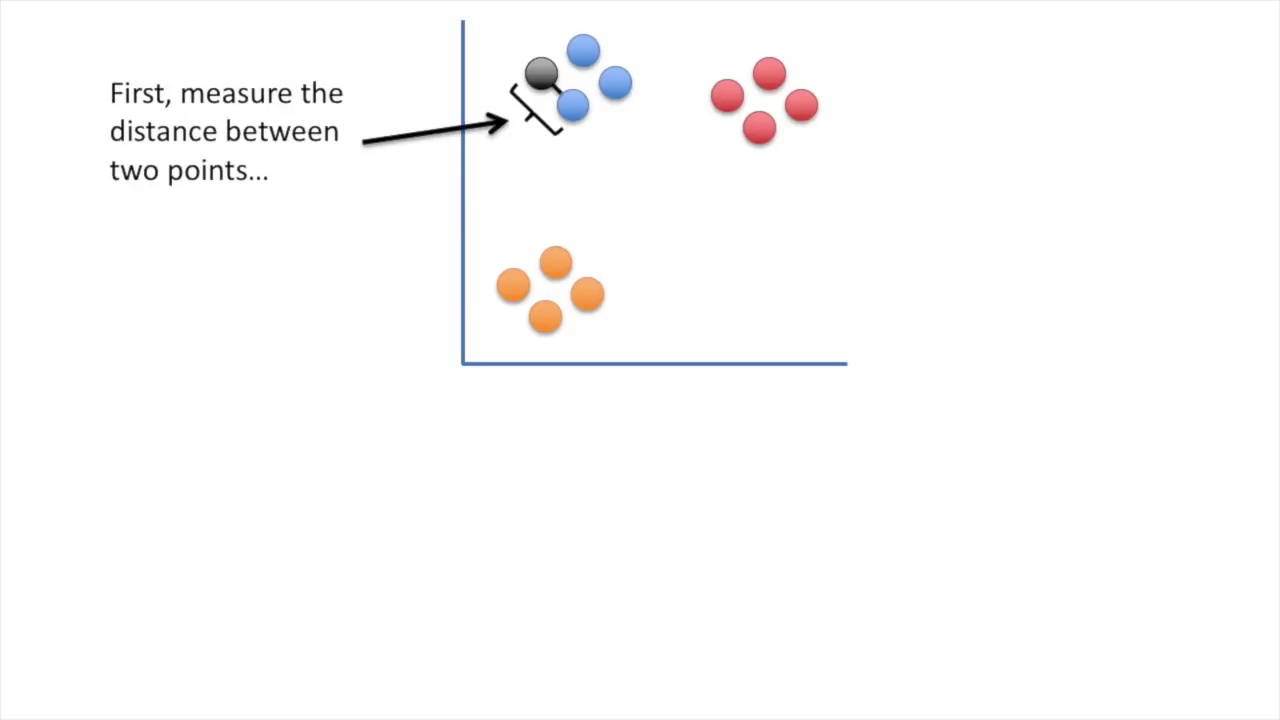 First, measure the
distance between
two points...